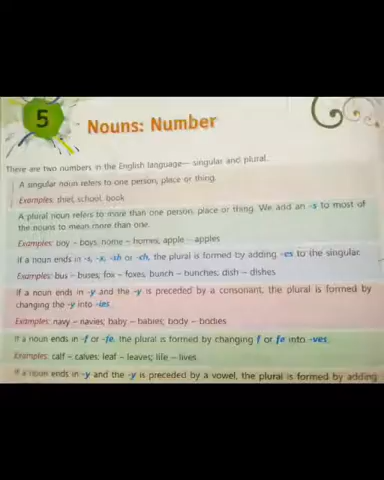 5
Nouns: Number
There are two numbers in the English language— singular and plural.
A singular noun refers to one person, place or thing.
Examples: thief, school, book
A plural noun refers to more than one person, place or thing. We add an -s to most of
the nouns to mean more than one.
Examples: boy – boys, home – homes, apple – apples
If a noun ends in -s, -x, -sh or -ch, the plural is formed by adding -es to the singular.
Examples: bus – buses; fox – foxes, bunch – bunches; dish – dishes
If a noun ends in -y and the -y is preceded by a consonant, the plural is formed by
changing the -y into -ies.
Examples: navy – navies; baby – babies; body – bodies
If a noun ends in -f or -fe, the plural is formed by changing f or fe into -ves.
Examples: calf – calves; leaf – leaves; life – lives
If a noun ends in -y and the -y is preceded by a vowel, the plural is formed by adding